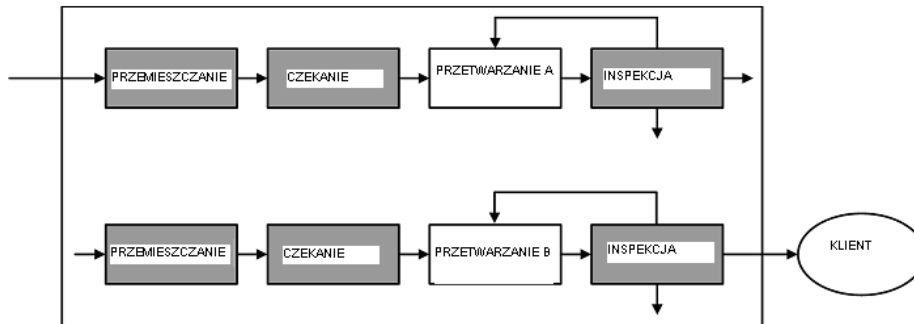 PRZEMIESZCZANIE
CZEKANIE
PRZETWARZANIE A
INSPEKCJA
PRZEMIESZCZANIE
CZEKANIE
PRZETWARZANIE B
INSPEKCJA
KLIENT